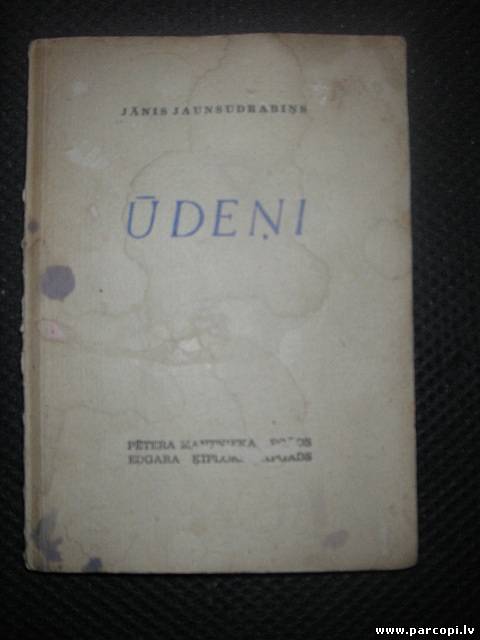 JĀNIS JAUNSUDRABIŅŠ
ŪDEŅI
PĒTERA
EDGARA
www.parcopi.lv